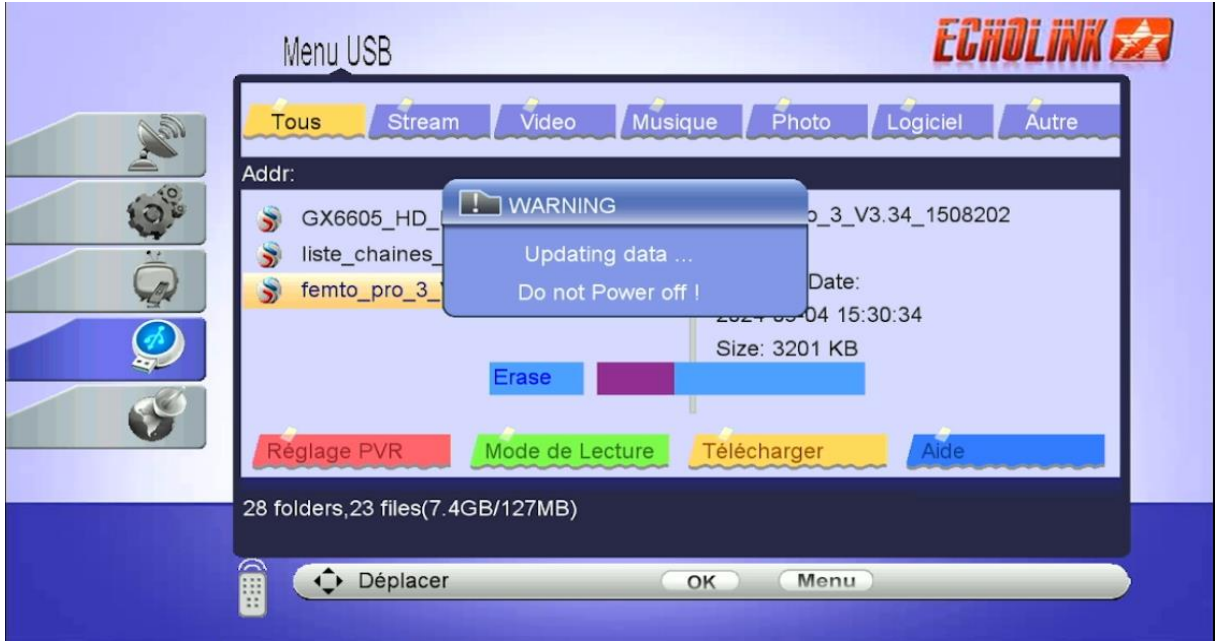 Menu USB
ECHOLINK
Tous Stream Video Musique Photo Logiciel Autre
Addr:
WARNING
Updating data ...
Do not Power off !
GX6605_HD_
o_3_V3.34_1508202
liste_chaines_
femto_pro_3_
Date:
04 15:30:34
Size: 3201 KB
Erase
Réglage PVR Mode de Lecture Télécharger Aide
28 folders,23 files(7.4GB/127MB)
Déplacer OK Menu